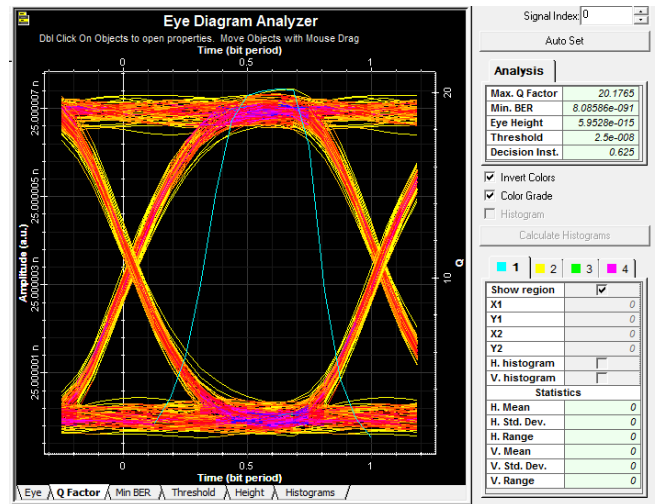 Eye Diagram Analyzer
Dbl Click On Objects to open properties. Move Objects with Mouse Drag
Time (bit period)
0 0.5 1
Amplitude (a.u.)
25.000007 n
25.000005 n
25.000003 n
25.000001 n
20
Q
10
0 0.5 1
Time (bit period)
Eye Q Factor Min BER Threshold Height Histograms
Signal Index: 0
Auto Set
Analysis
Max. Q Factor 20.1765
Min. BER 8.08586e-091
Eye Height 5.9528e-015
Threshold 2.5e-008
Decision Inst. 0.625
Invert Colors
Color Grade
Histogram
Calculate Histograms
1 2 3 4
Show region
X1 0
Y1 0
X2 0
Y2 0
H. histogram
V. histogram
Statistics
H. Mean 0
H. Std. Dev. 0
H. Range 0
V. Mean 0
V. Std. Dev. 0
V. Range 0